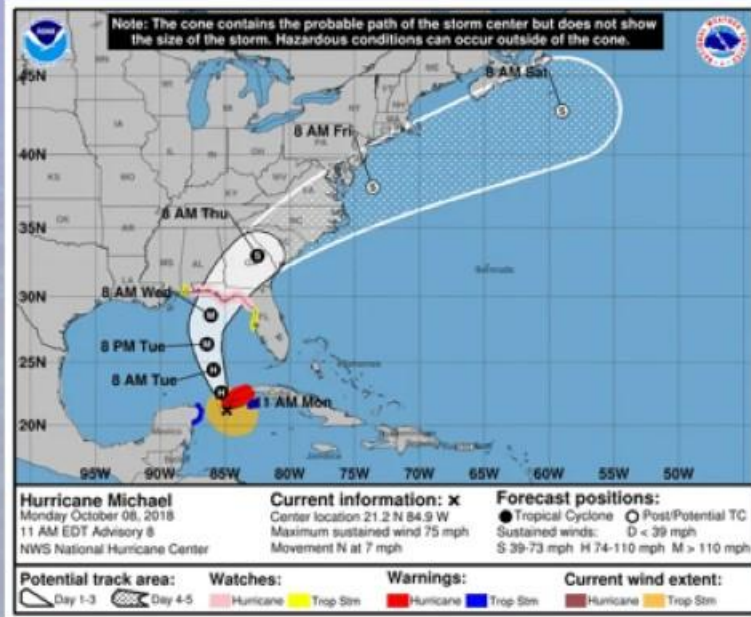 Note: The cone contains the probable path of the storm center but does not show
the size of the storm. Hazardous conditions can occur outside of the cone.
NOAA
45N
40N
35N
30N
25N
20N
8 AM Sat
8 AM Fri
8 AM Thu
8 AM Wed
8 PM Tue
8 AM Tue
11 AM Mon
S
S
S
M
M
H
H
Bermuda
Mexico
95W 90W 85W 80W 75W 70W 65W 60W 55W 50W
Hurricane Michael
Monday October 08, 2018
11 AM EDT Advisory 8
NWS National Hurricane Center
Current information: x
Center location 21.2 N 84.9 W
Maximum sustained wind 75 mph
Movement N at 7 mph
Forecast positions:
Tropical Cyclone Post/Potential TC
Sustained winds: D < 39 mph
S 39-73 mph H 74-110 mph M > 110 mph
Potential track area:
Day 1-3 Day 4-5
Watches:
Hurricane Trop Stm
Warnings:
Hurricane Trop Stm
Current wind extent:
Hurricane Trop Stm